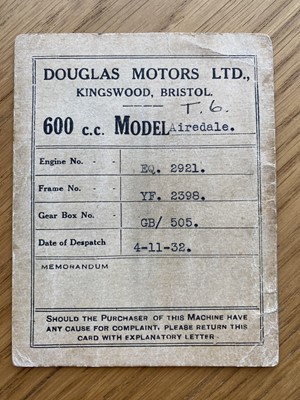 DOUGLAS MOTORS LTD.,
KINGSWOOD, BRISTOL.
T.6.
600 C.C. MODEL Airedale.
Engine No. - - EQ. 2921.
Frame No. - - YF. 2398.
Gear Box No. - GB/ 505.
Date of Despatch 4-11-32.
MEMORANDUM
SHOULD THE PURCHASER OF THIS MACHINE HAVE
ANY CAUSE FOR COMPLAINT, PLEASE RETURN THIS
CARD WITH EXPLANATORY LETTER